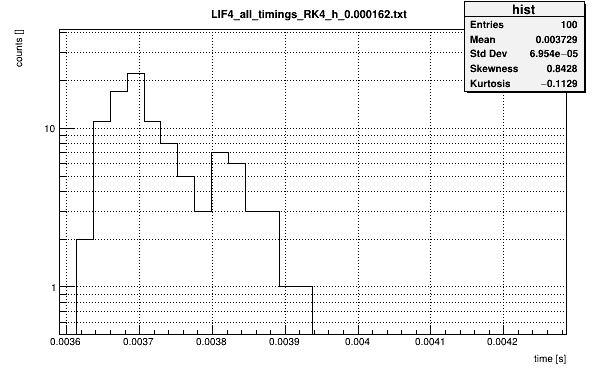 LIF4_all_timings_RK4_h_0.000162.txt
hist
Entries 100
Mean 0.003729
Std Dev 6.954e−05
Skewness 0.8428
Kurtosis −0.1129
counts []
10
1
0.0036 0.0037 0.0038 0.0039 0.004 0.0041 0.0042
time [s]